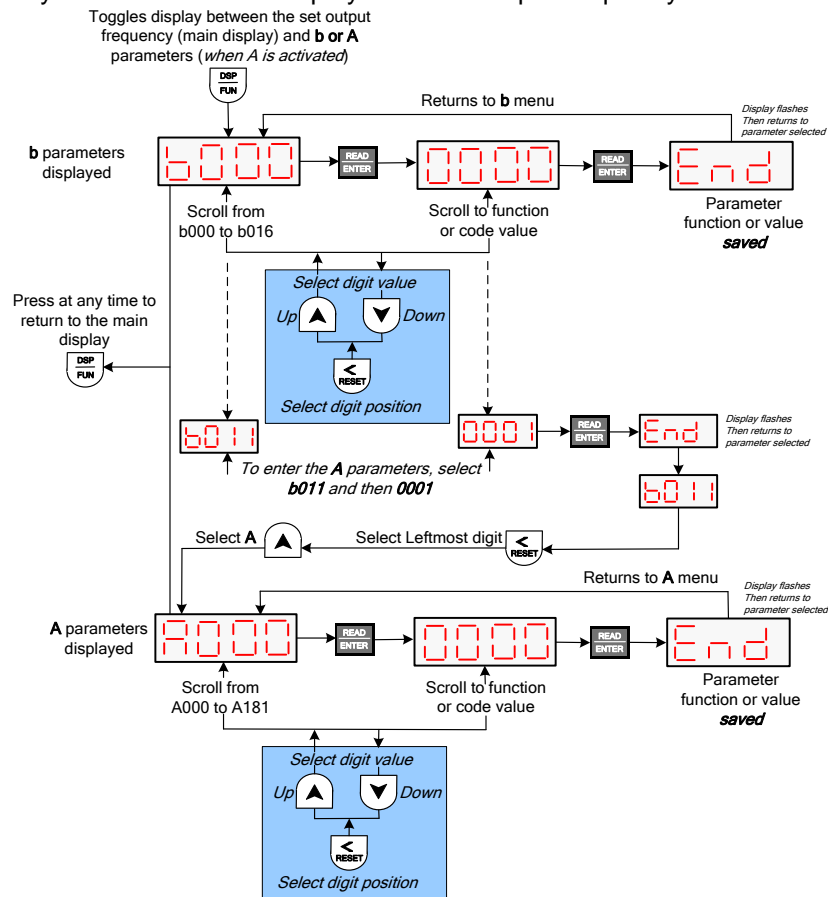 Toggles display between the set output
frequency (main display) and b or A
parameters (when A is activated)
DSP
FUN
Returns to b menu
Display flashes
Then returns to
parameter selected
b parameters
displayed
b000
READ
ENTER
0000
READ
ENTER
End
Scroll from
b000 to b016
Scroll to function
or code value
Parameter
function or value
saved
Select digit value
Up
Down
<
RESET
Select digit position
Press at any time to
return to the main
display
DSP
FUN
b011
0001
READ
ENTER
End
Display flashes
Then returns to
parameter selected
To enter the A parameters, select
b011 and then 0001
b011
Select A
Select Leftmost digit
<
RESET
Returns to A menu
Display flashes
Then returns to
parameter selected
A parameters
displayed
A000
READ
ENTER
0000
READ
ENTER
End
Scroll from
A000 to A181
Scroll to function
or code value
Parameter
function or value
saved
Select digit value
Up
Down
<
RESET
Select digit position